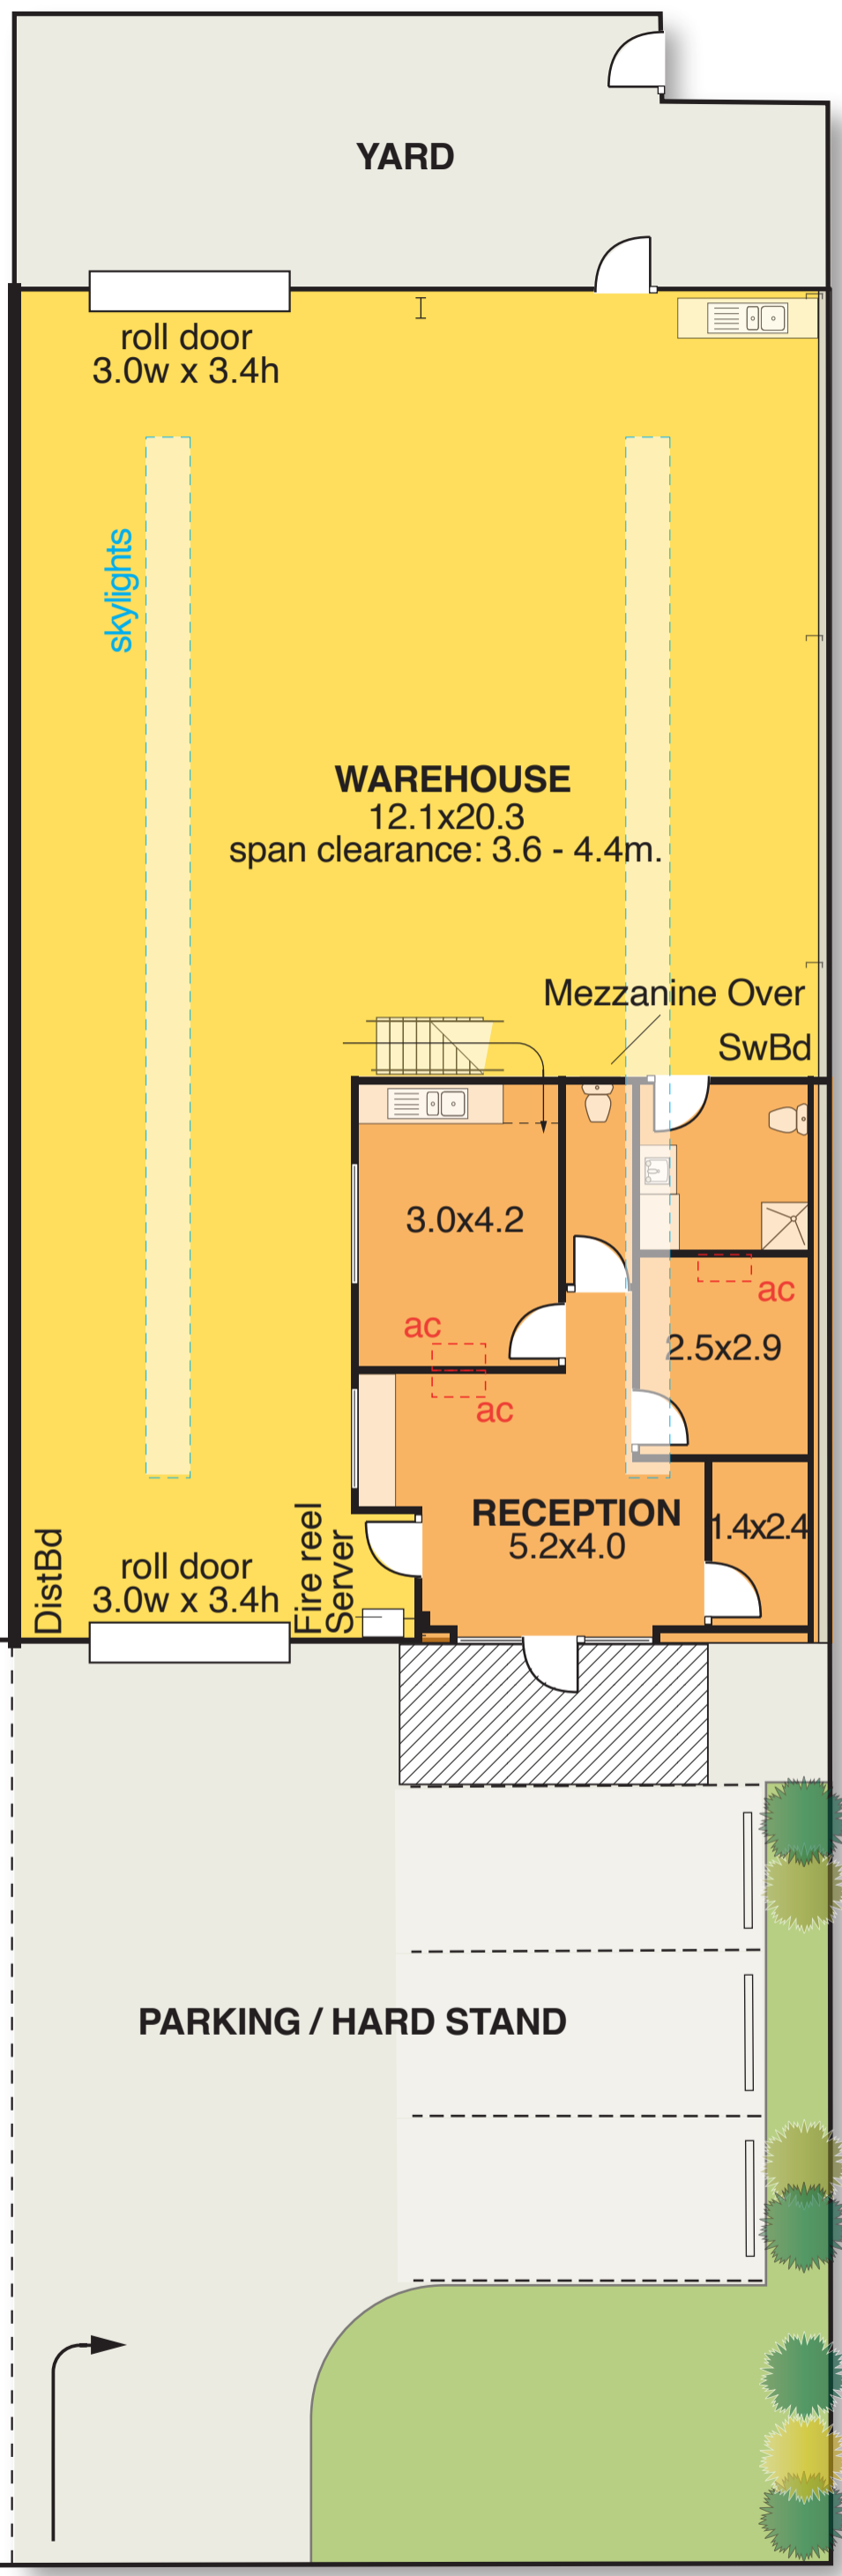 YARD
roll door
3.0w x 3.4h
skylights
WAREHOUSE
12.1x20.3
span clearance: 3.6 - 4.4m.
Mezzanine Over
SwBd
3.0x4.2
ac
ac
ac
2.5x2.9
RECEPTION
5.2x4.0
1.4x2.4
DistBd
roll door
3.0w x 3.4h
Fire reel
Server
PARKING / HARD STAND